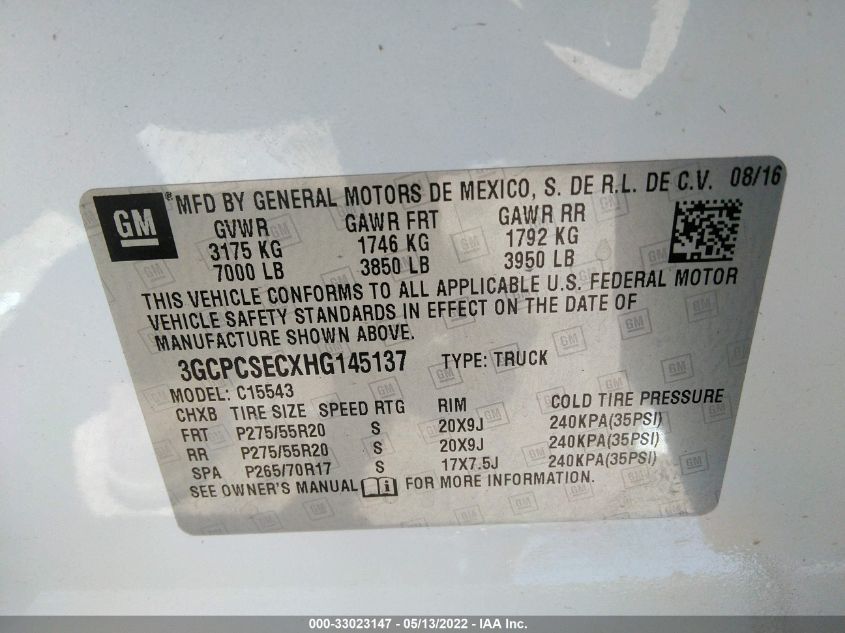 GM ® MFD BY GENERAL MOTORS DE MEXICO, S. DE R.L. DE C.V. 08/16
GVWR GAWR FRT GAWR RR
3175 KG 1746 KG 1792 KG
7000 LB 3850 LB 3950 LB
THIS VEHICLE CONFORMS TO ALL APPLICABLE U.S. FEDERAL MOTOR
VEHICLE SAFETY STANDARDS IN EFFECT ON THE DATE OF
MANUFACTURE SHOWN ABOVE.
3GCPCSECXHG145137 TYPE: TRUCK
MODEL: C15543
CHXB TIRE SIZE SPEED RTG RIM COLD TIRE PRESSURE
FRT P275/55R20 S 20X9J 240KPA(35PSI)
RR P275/55R20 S 20X9J 240KPA(35PSI)
SPA P265/70R17 S 17X7.5J 240KPA(35PSI)
SEE OWNER'S MANUAL FOR MORE INFORMATION.
000-33023147 - 05/13/2022 - IAA Inc.